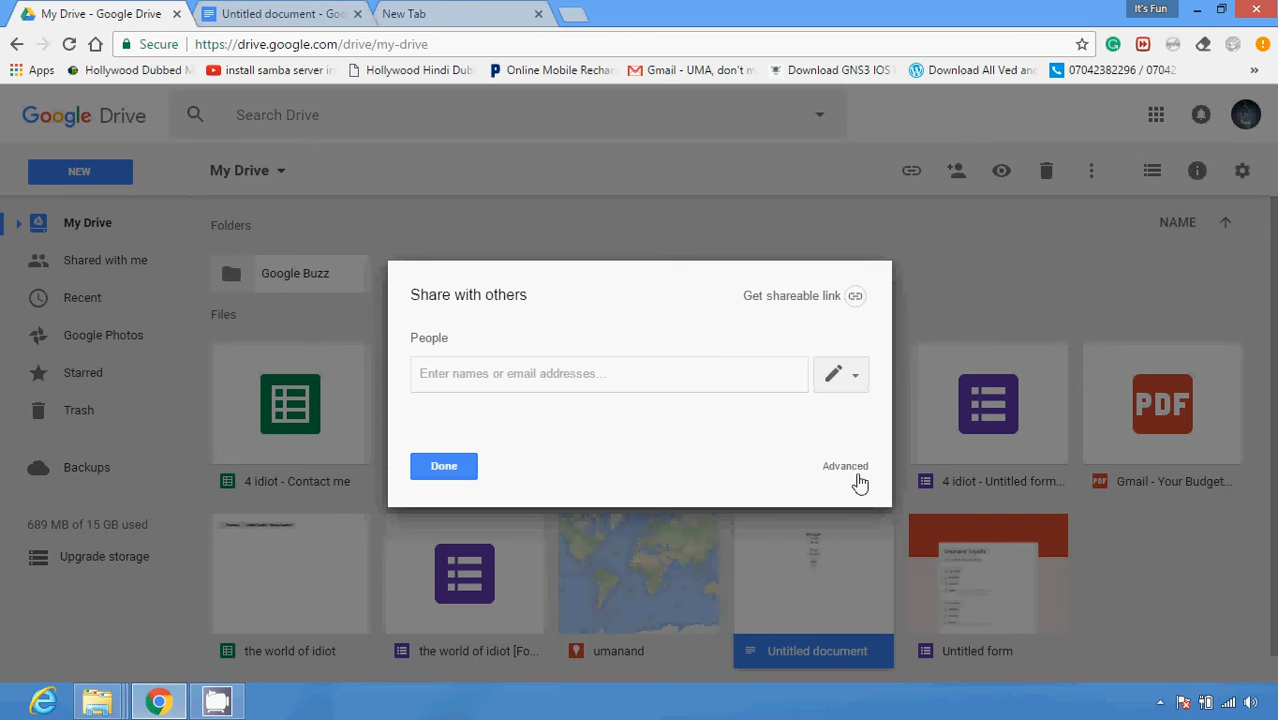 My Drive - Google Drive
Untitled document - Goo
New Tab
It's Fun
Secure https://drive.google.com/drive/my-drive
Apps
Hollywood Dubbed M
install samba server in
Hollywood Hindi Dub
Online Mobile Rechar
Gmail - UMA, don't m
Download GNS3 IOS
Download All Ved and
07042382296 / 07042
Google Drive
Search Drive
NEW
My Drive
My Drive
Shared with me
Recent
Google Photos
Starred
Trash
Backups
689 MB of 15 GB used
Upgrade storage
Folders
NAME
Google Buzz
Files
Share with others
Get shareable link
People
Enter names or email addresses...
Done
Advanced
PDF
4 idiot - Contact me
4 idiot - Untitled form...
Gmail - Your Budget...
the world of idiot
the world of idiot [Fo...
umanand
Untitled document
Untitled form